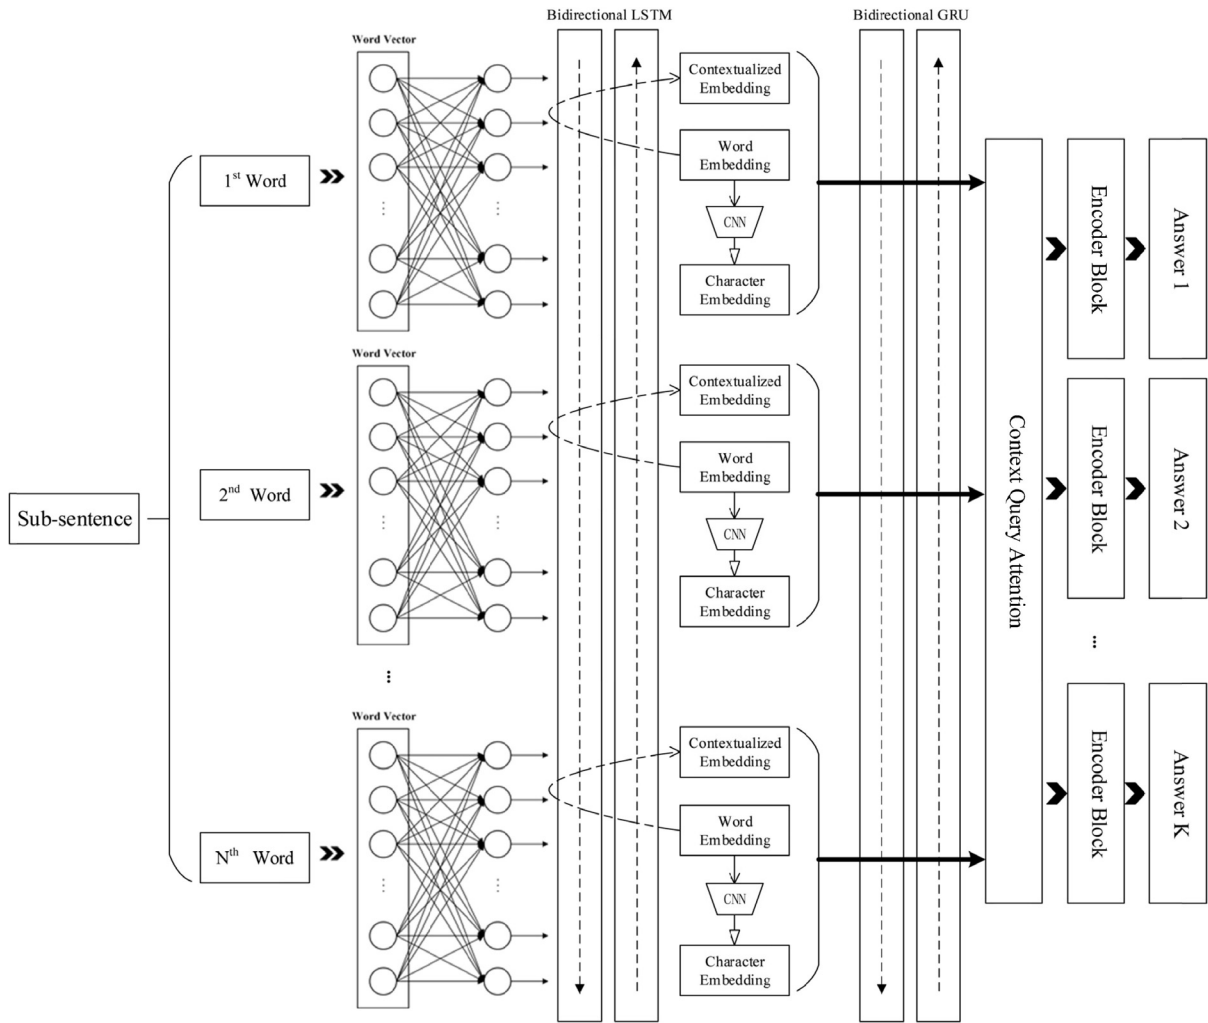 Bidirectional LSTM
Bidirectional GRU
Sub-sentence
1st Word
Word Vector
...
...
Contextualized
Embedding
Word
Embedding
CNN
Character
Embedding
2nd Word
Word Vector
...
...
Contextualized
Embedding
Word
Embedding
CNN
Character
Embedding
...
Nth Word
Word Vector
...
...
Contextualized
Embedding
Word
Embedding
CNN
Character
Embedding
Context Query Attention
Encoder Block
Answer 1
Encoder Block
Answer 2
...
Encoder Block
Answer K